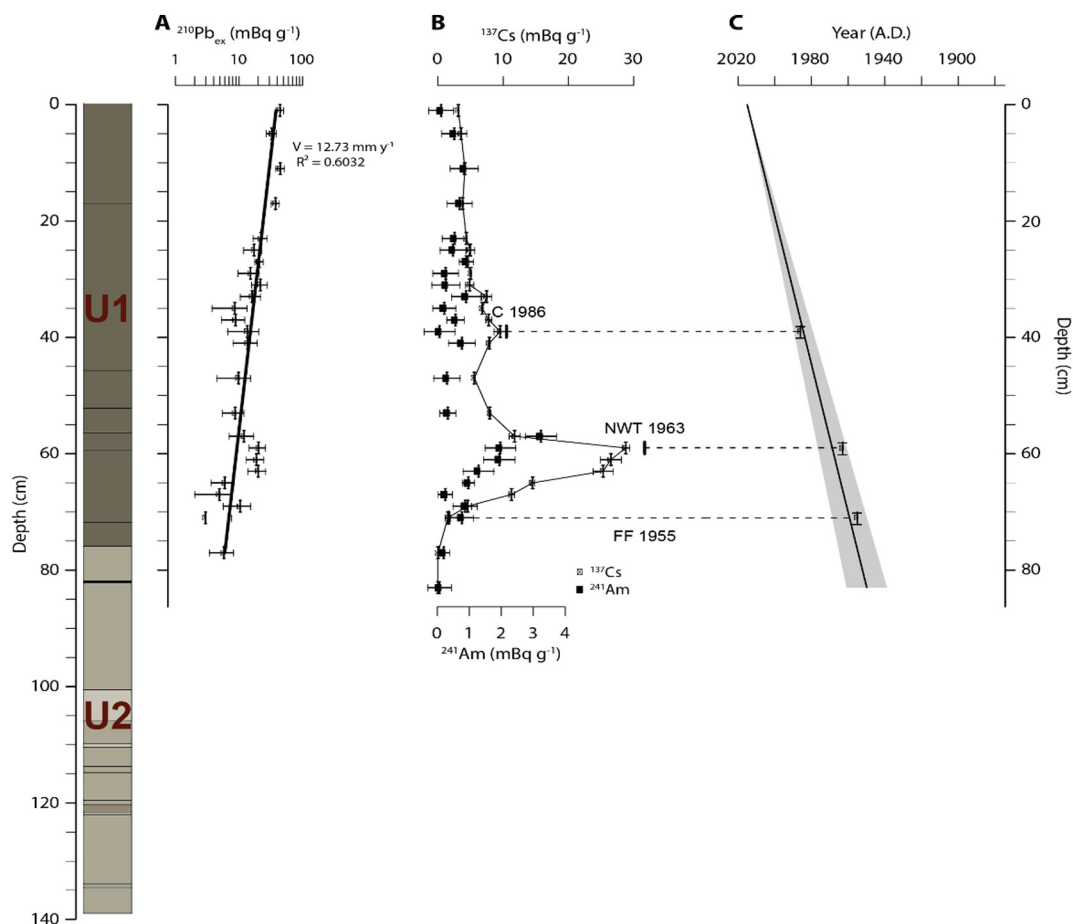 A
B
C
²¹⁰Pbₑₓ (mBq g⁻¹)
¹³⁷Cs (mBq g⁻¹)
Year (A.D.)
1 10 100
0 10 20 30
2020 1980 1940 1900
0
20
40
60
80
100
120
140
Depth (cm)
U1
U2
V = 12.73 mm y⁻¹
R² = 0.6032
C 1986
NWT 1963
FF 1955
¹³⁷Cs
²⁴¹Am
0 1 2 3 4
²⁴¹Am (mBq g⁻¹)
0
20
40
60
80
Depth (cm)